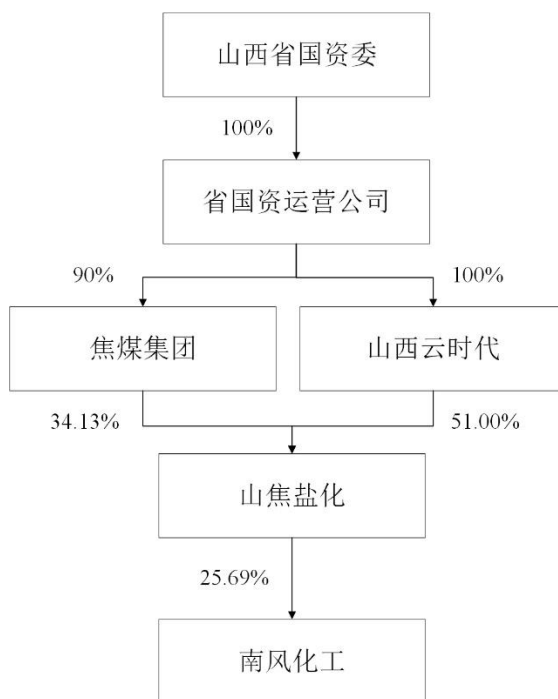 山西省国资委
100%
省国资运营公司
90%
100%
焦煤集团
山西云时代
34.13%
51.00%
山焦盐化
25.69%
南风化工